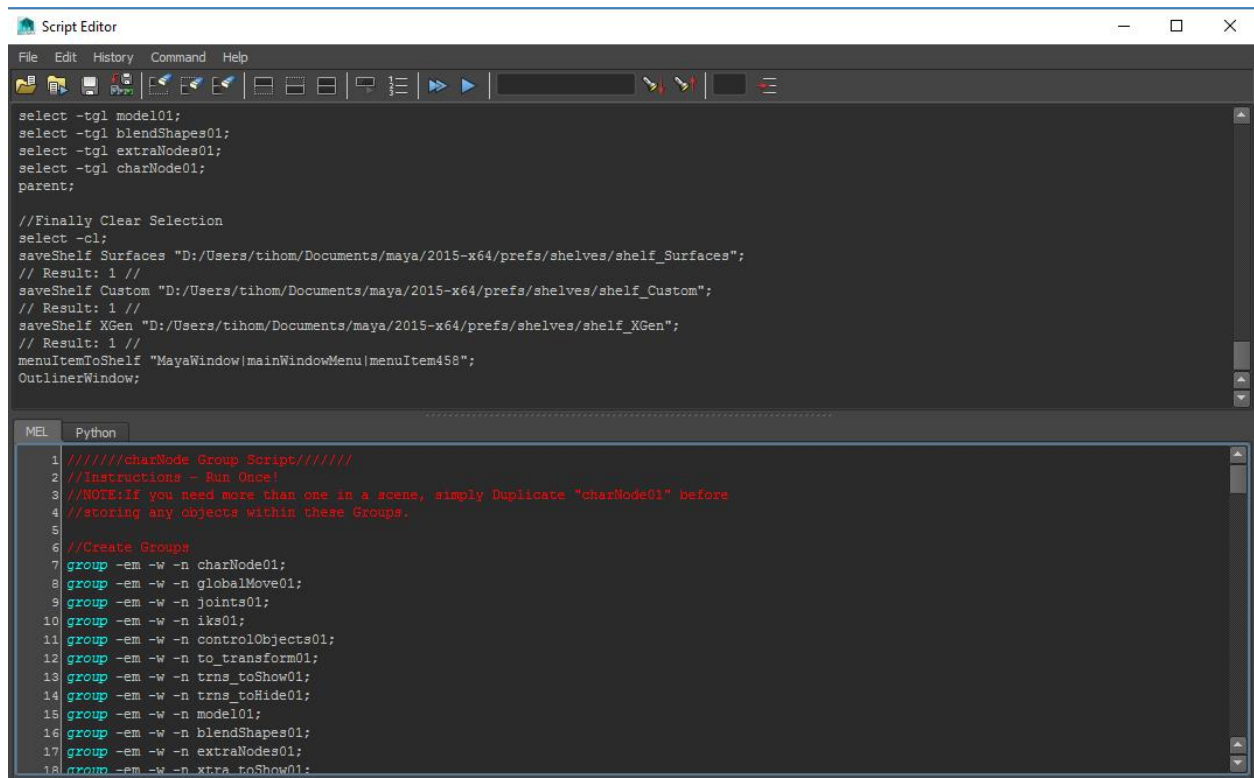 Script Editor
File Edit History Command Help
select -tgl model01;
select -tgl blendShapes01;
select -tgl extraNodes01;
select -tgl charNode01;
parent;
//Finally Clear Selection
select -cl;
saveShelf Surfaces "D:/Users/tihom/Documents/maya/2015-x64/prefs/shelves/shelf_Surfaces";
// Result: 1 //
saveShelf Custom "D:/Users/tihom/Documents/maya/2015-x64/prefs/shelves/shelf_Custom";
// Result: 1 //
saveShelf XGen "D:/Users/tihom/Documents/maya/2015-x64/prefs/shelves/shelf_XGen";
// Result: 1 //
menuItemToShelf "MayaWindow|mainWindowMenu|menuItem458";
OutlinerWindow;
MEL Python
1 ///////charNode Group Script///////
2 //Instructions - Run Once!
3 //NOTE:If you need more than one in a scene, simply Duplicate "charNode01" before
4 //storing any objects within these Groups.
5
6 //Create Groups
7 group -em -w -n charNode01;
8 group -em -w -n globalMove01;
9 group -em -w -n joints01;
10 group -em -w -n iks01;
11 group -em -w -n controlObjects01;
12 group -em -w -n to_transform01;
13 group -em -w -n trns_toShow01;
14 group -em -w -n trns_toHide01;
15 group -em -w -n model01;
16 group -em -w -n blendShapes01;
17 group -em -w -n extraNodes01;
18 group -em -w -n xtra_toShow01;